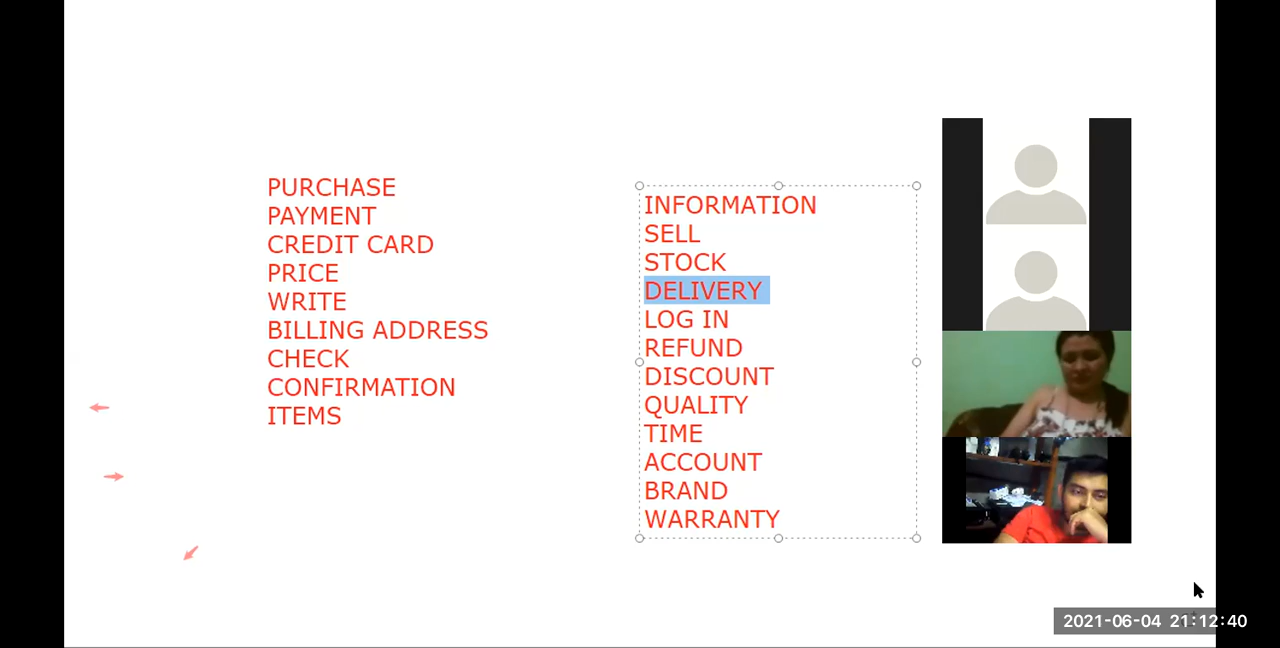 PURCHASE
PAYMENT
CREDIT CARD
PRICE
WRITE
BILLING ADDRESS
CHECK
CONFIRMATION
ITEMS
INFORMATION
SELL
STOCK
DELIVERY
LOG IN
REFUND
DISCOUNT
QUALITY
TIME
ACCOUNT
BRAND
WARRANTY
2021-06-04 21:12:40